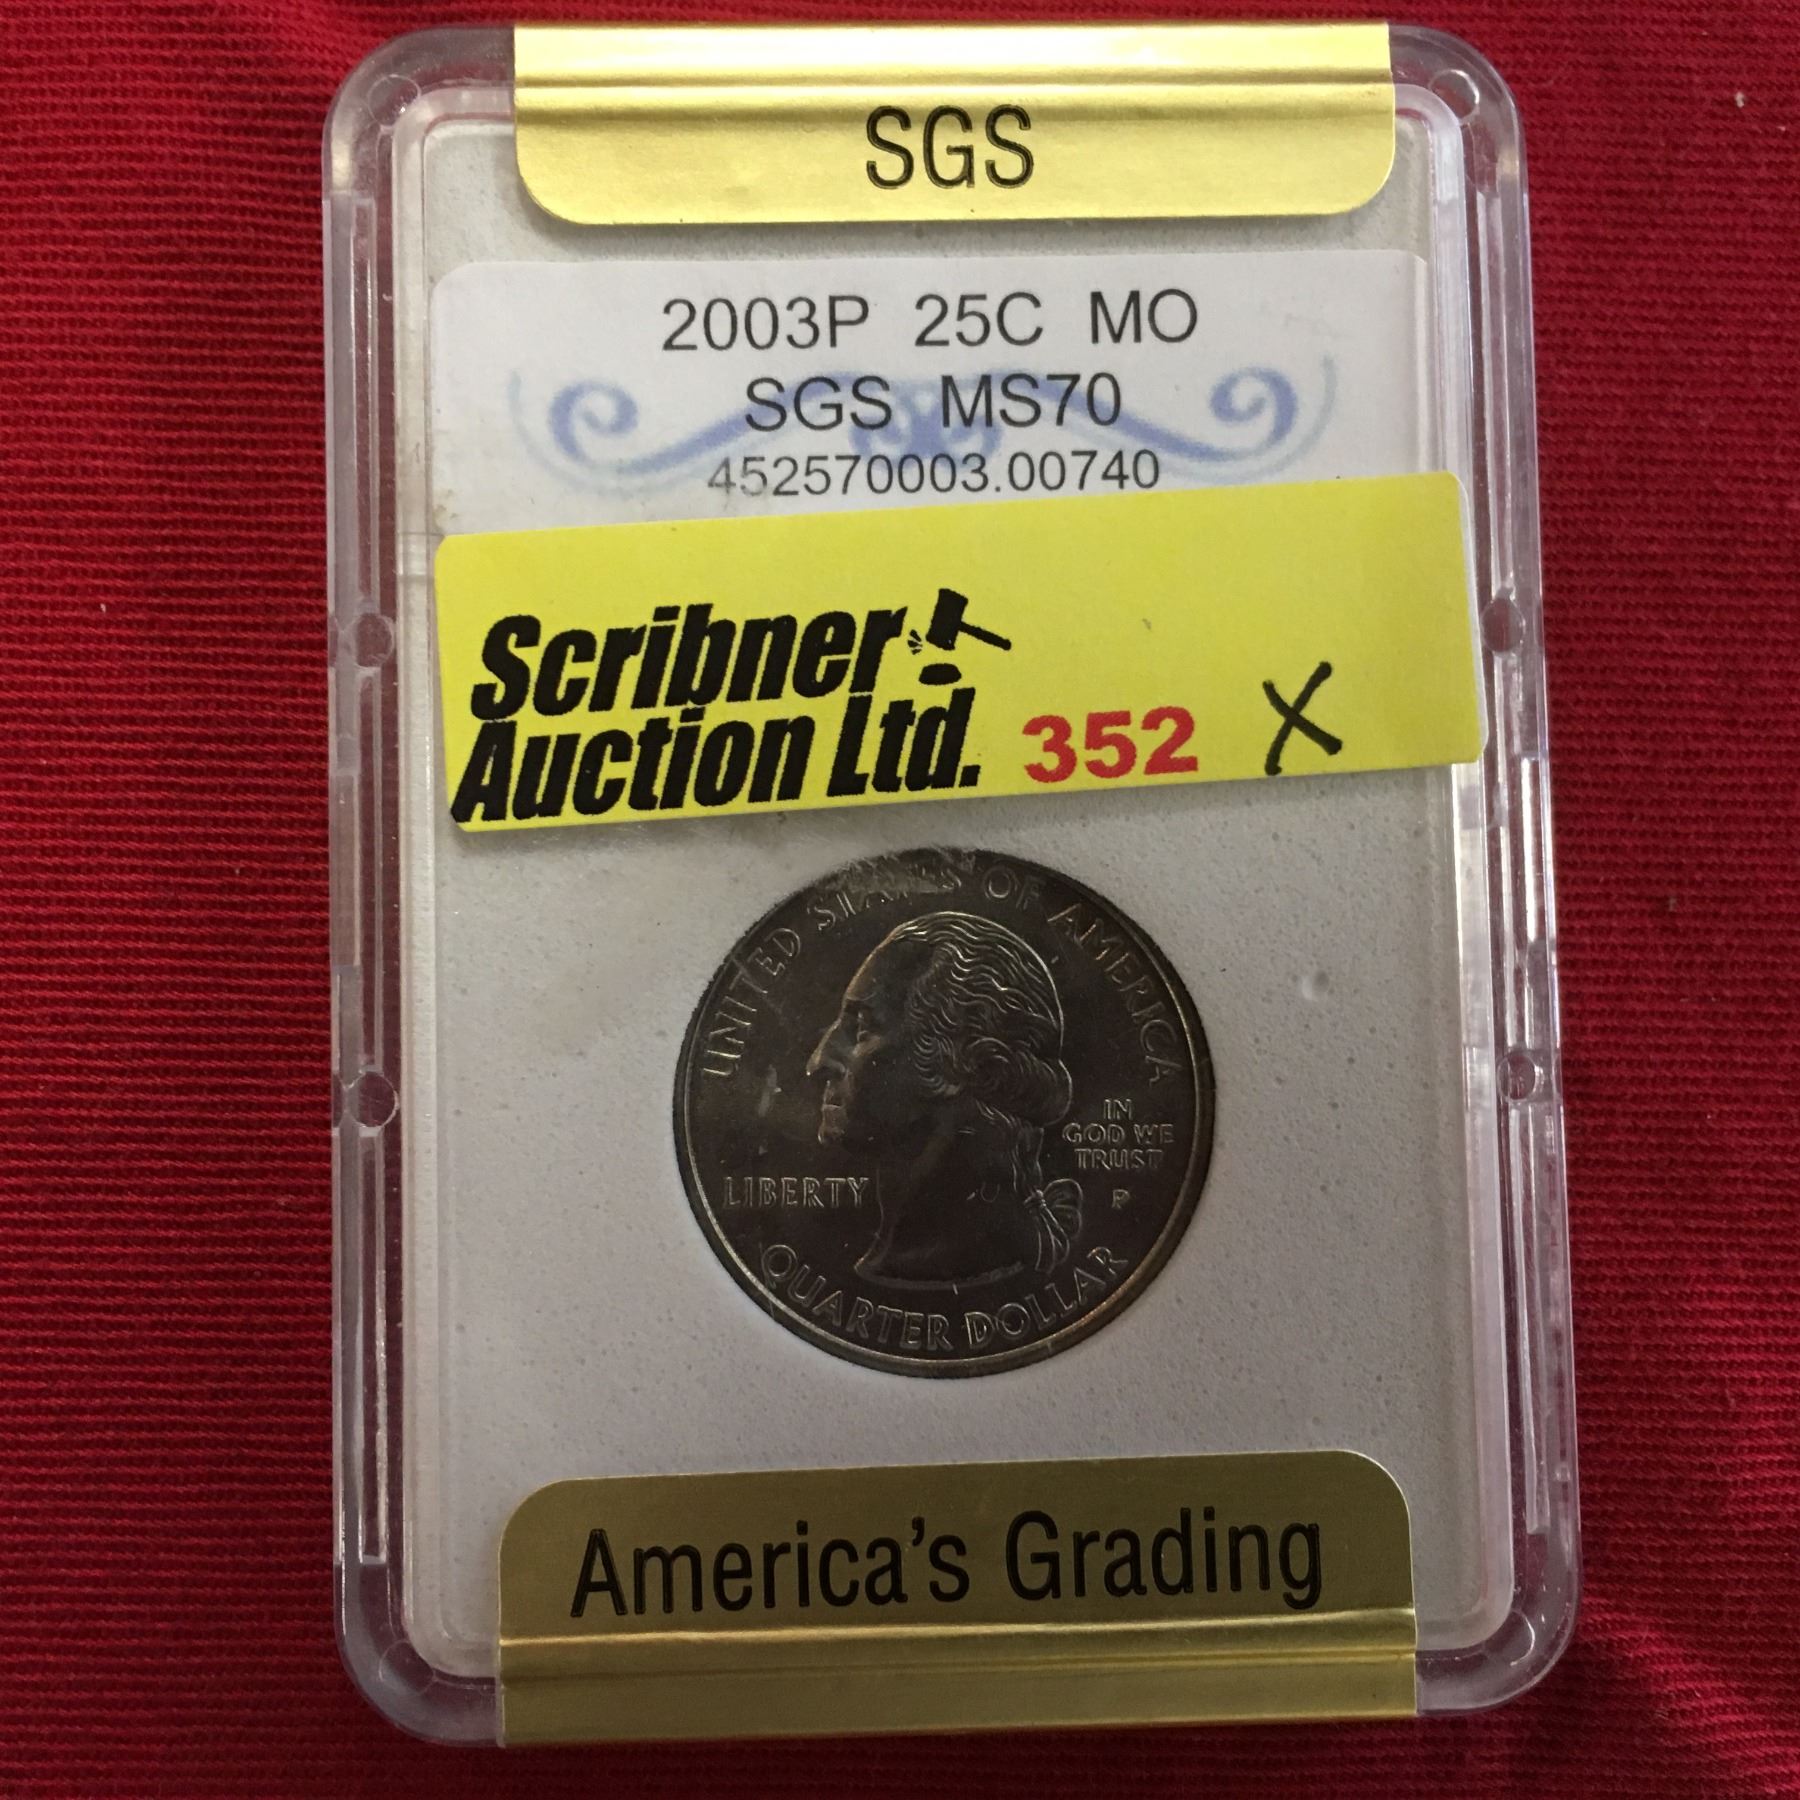 SGS
2003P 25C MO
SGS MS70
452570003.00740
Scribner
Auction Ltd. 352 X
UNITED STATES OF AMERICA
IN
GOD WE
TRUST
LIBERTY
P
QUARTER DOLLAR
America's Grading